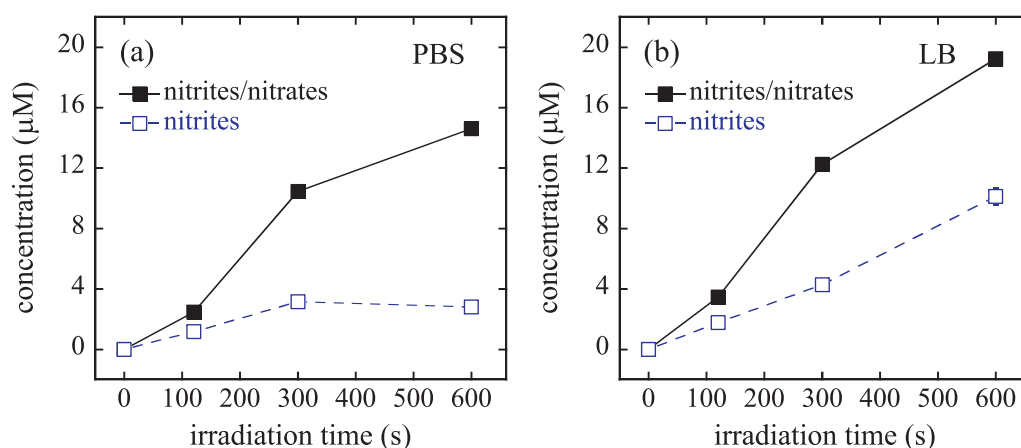 (a) PBS
nitrites/nitrates
nitrites
20
16
12
8
4
0
concentration (µM)
0 100 200 300 400 500 600
irradiation time (s)
(b) LB
nitrites/nitrates
nitrites
20
16
12
8
4
0
concentration (µM)
0 100 200 300 400 500 600
irradiation time (s)